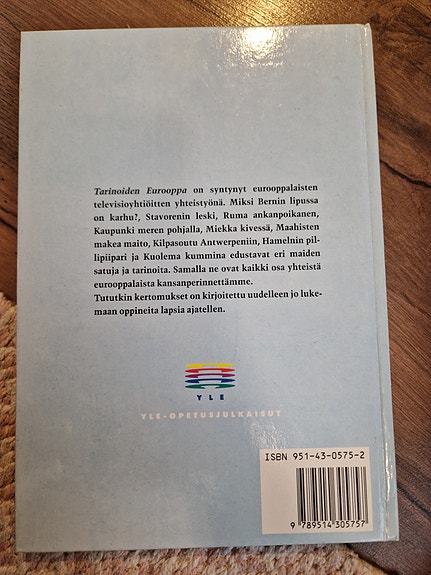 Tarinoiden Eurooppa on syntynyt eurooppalaisten
televisioyhtiöitten yhteistyönä. Miksi Bernin lipussa
on karhu?, Stavorenin leski, Ruma ankanpoikanen,
Kaupunki meren pohjalla, Miekka kivessä, Maahisten
makea maito, Kilpasoutu Antwerpeniin, Hamelnin pil-
lipiipari ja Kuolema kummina edustavat eri maiden
satuja ja tarinoita. Samalla ne ovat kaikki osa yhteistä
eurooppalaista kansanperinnettämme.
Tututkin kertomukset on kirjoitettu uudelleen jo luke-
maan oppineita lapsia ajatellen.
YLE
YLE-OPETUSJULKAISUT
ISBN 951-43-0575-2
9 789514 305757